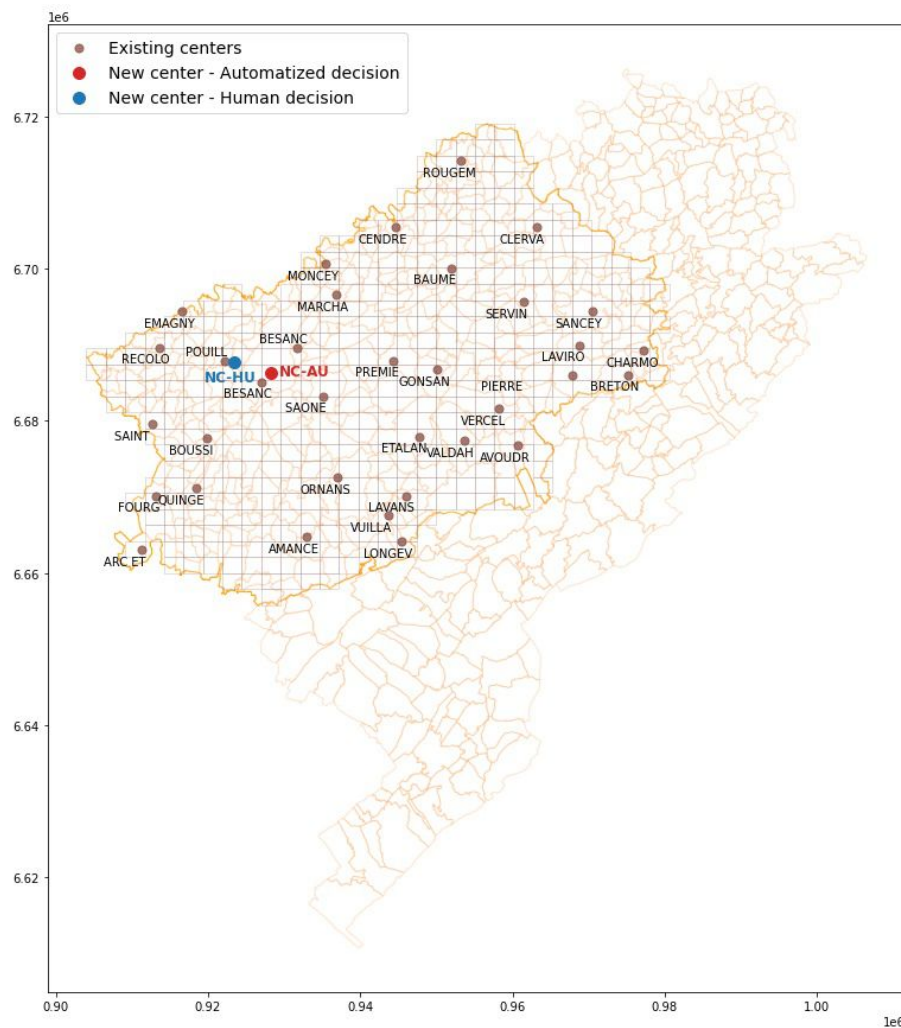 1e6
Existing centers
New center - Automatized decision
New center - Human decision
6.72
ROUGEM
CENDRE
CLERVA
6.70
MONCEY
BAUME
MARCHA
SERVIN
EMAGNY
SANCEY
BESANC
RECOLO
POUILL
LAVIRO
CHARMO
NC-HU
NC-AU
PREMIE
GONSAN
PIERRE
BRETON
BESANC
SAONE
6.68
VERCEL
SAINT
BOUSSI
ETALAN
VALDAH
AVOUDR
ORNANS
QUINGE
FOURG
LAVANS
VUILLA
AMANCE
LONGEV
ARC ET
6.66
6.64
6.62
0.90
0.92
0.94
0.96
0.98
1.00
1e6